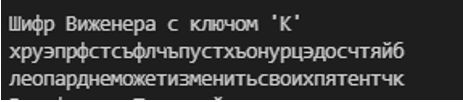 Шифр Виженера с ключом 'К'
хруэпрфстсъфлчъпустхъонурцэдосчтяйб
леопарднеможетизменитьсвоихпятентчк